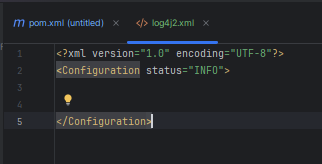 pom.xml (untitled)
log4j2.xml
1 <?xml version="1.0" encoding="UTF-8"?>
2 <Configuration status="INFO">
3
4
5 </Configuration>